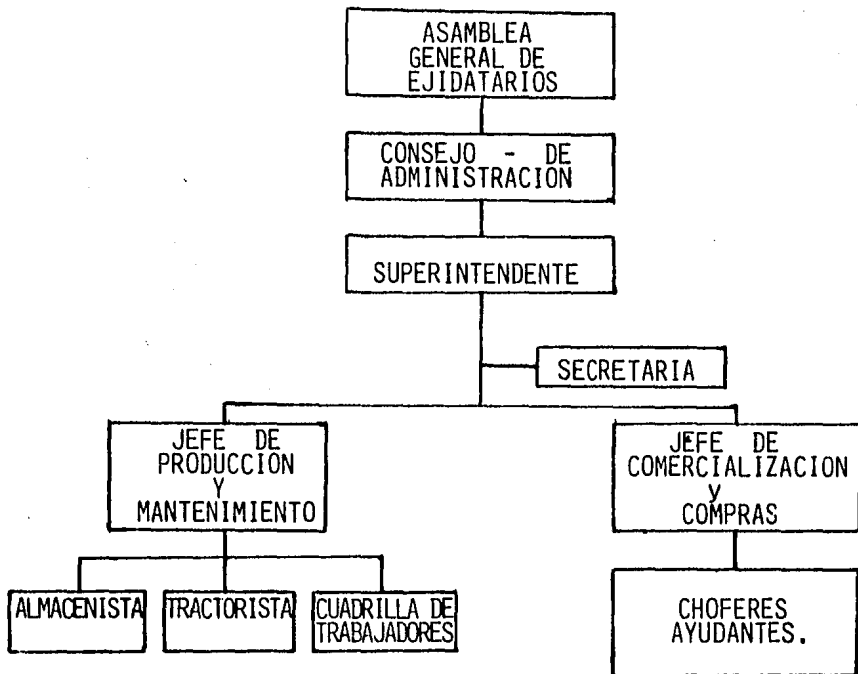 ASAMBLEA
GENERAL DE
EJIDATARIOS
CONSEJO - DE
ADMINISTRACION
SUPERINTENDENTE
SECRETARIA
JEFE DE
PRODUCCION
Y
MANTENIMIENTO
JEFE DE
COMERCIALIZACION
y
COMPRAS
ALMACENISTA
TRACTORISTA
CUADRILLA DE
TRABAJADORES
CHOFERES
AYUDANTES.